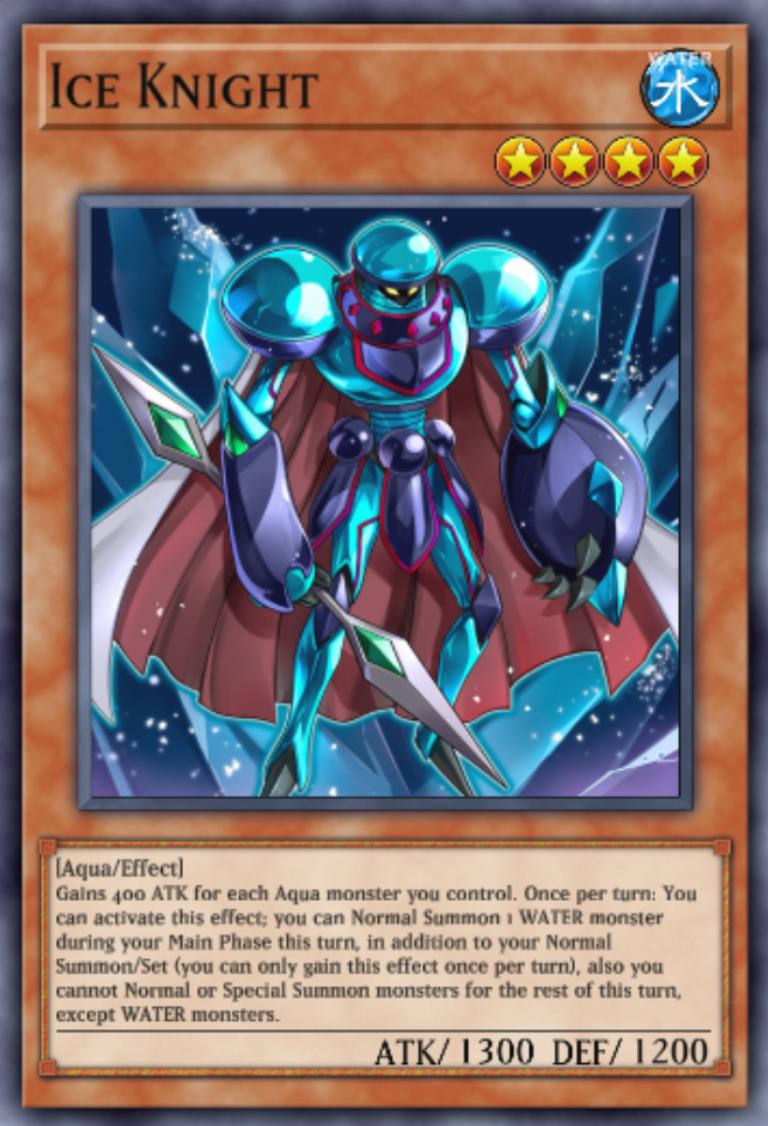 Ice Knight
WATER
水
[Aqua/Effect]
Gains 400 ATK for each Aqua monster you control. Once per turn: You
can activate this effect; you can Normal Summon 1 WATER monster
during your Main Phase this turn, in addition to your Normal
Summon/Set (you can only gain this effect once per turn), also you
cannot Normal or Special Summon monsters for the rest of this turn,
except WATER monsters.
ATK/ 1300 DEF/ 1200